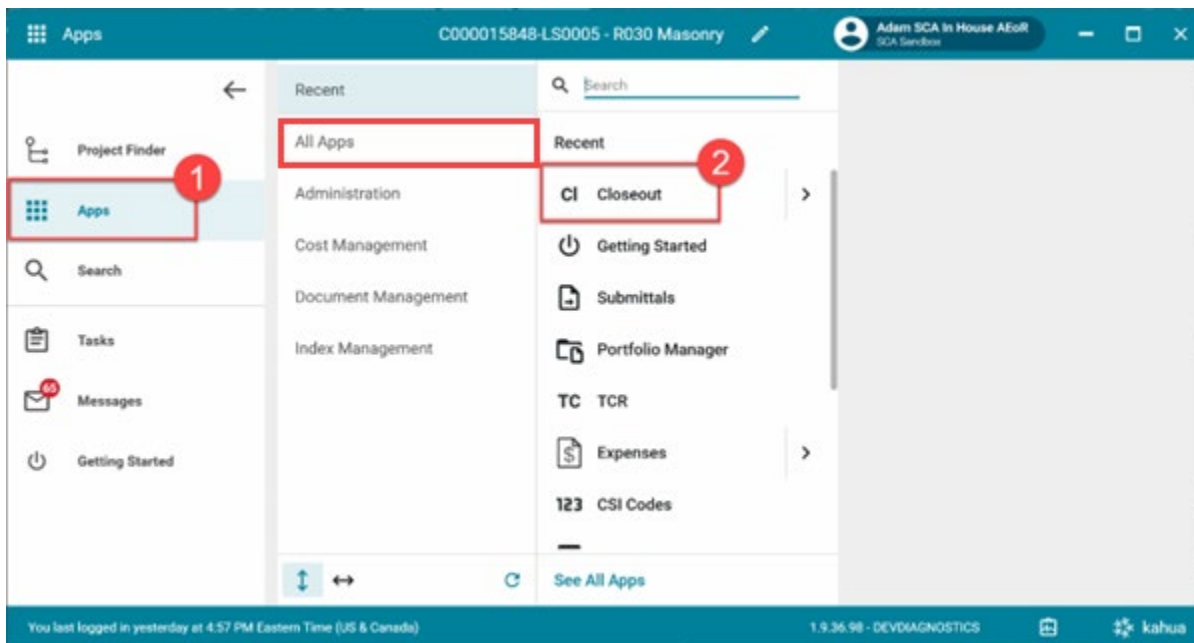 Apps
C000015848-LS0005 - R030 Masonry
Adam SCA In House AEoR
SCA Sandbox
Project Finder
1
Apps
Search
Tasks
65
Messages
Getting Started
Recent
All Apps
Administration
Cost Management
Document Management
Index Management
Search
Recent
2
Cl Closeout
Getting Started
Submittals
Portfolio Manager
TC TCR
Expenses
123 CSI Codes
See All Apps
You last logged in yesterday at 4:57 PM Eastern Time (US & Canada)
1.9.36.98 - DEVDIAGNOSTICS
kahua